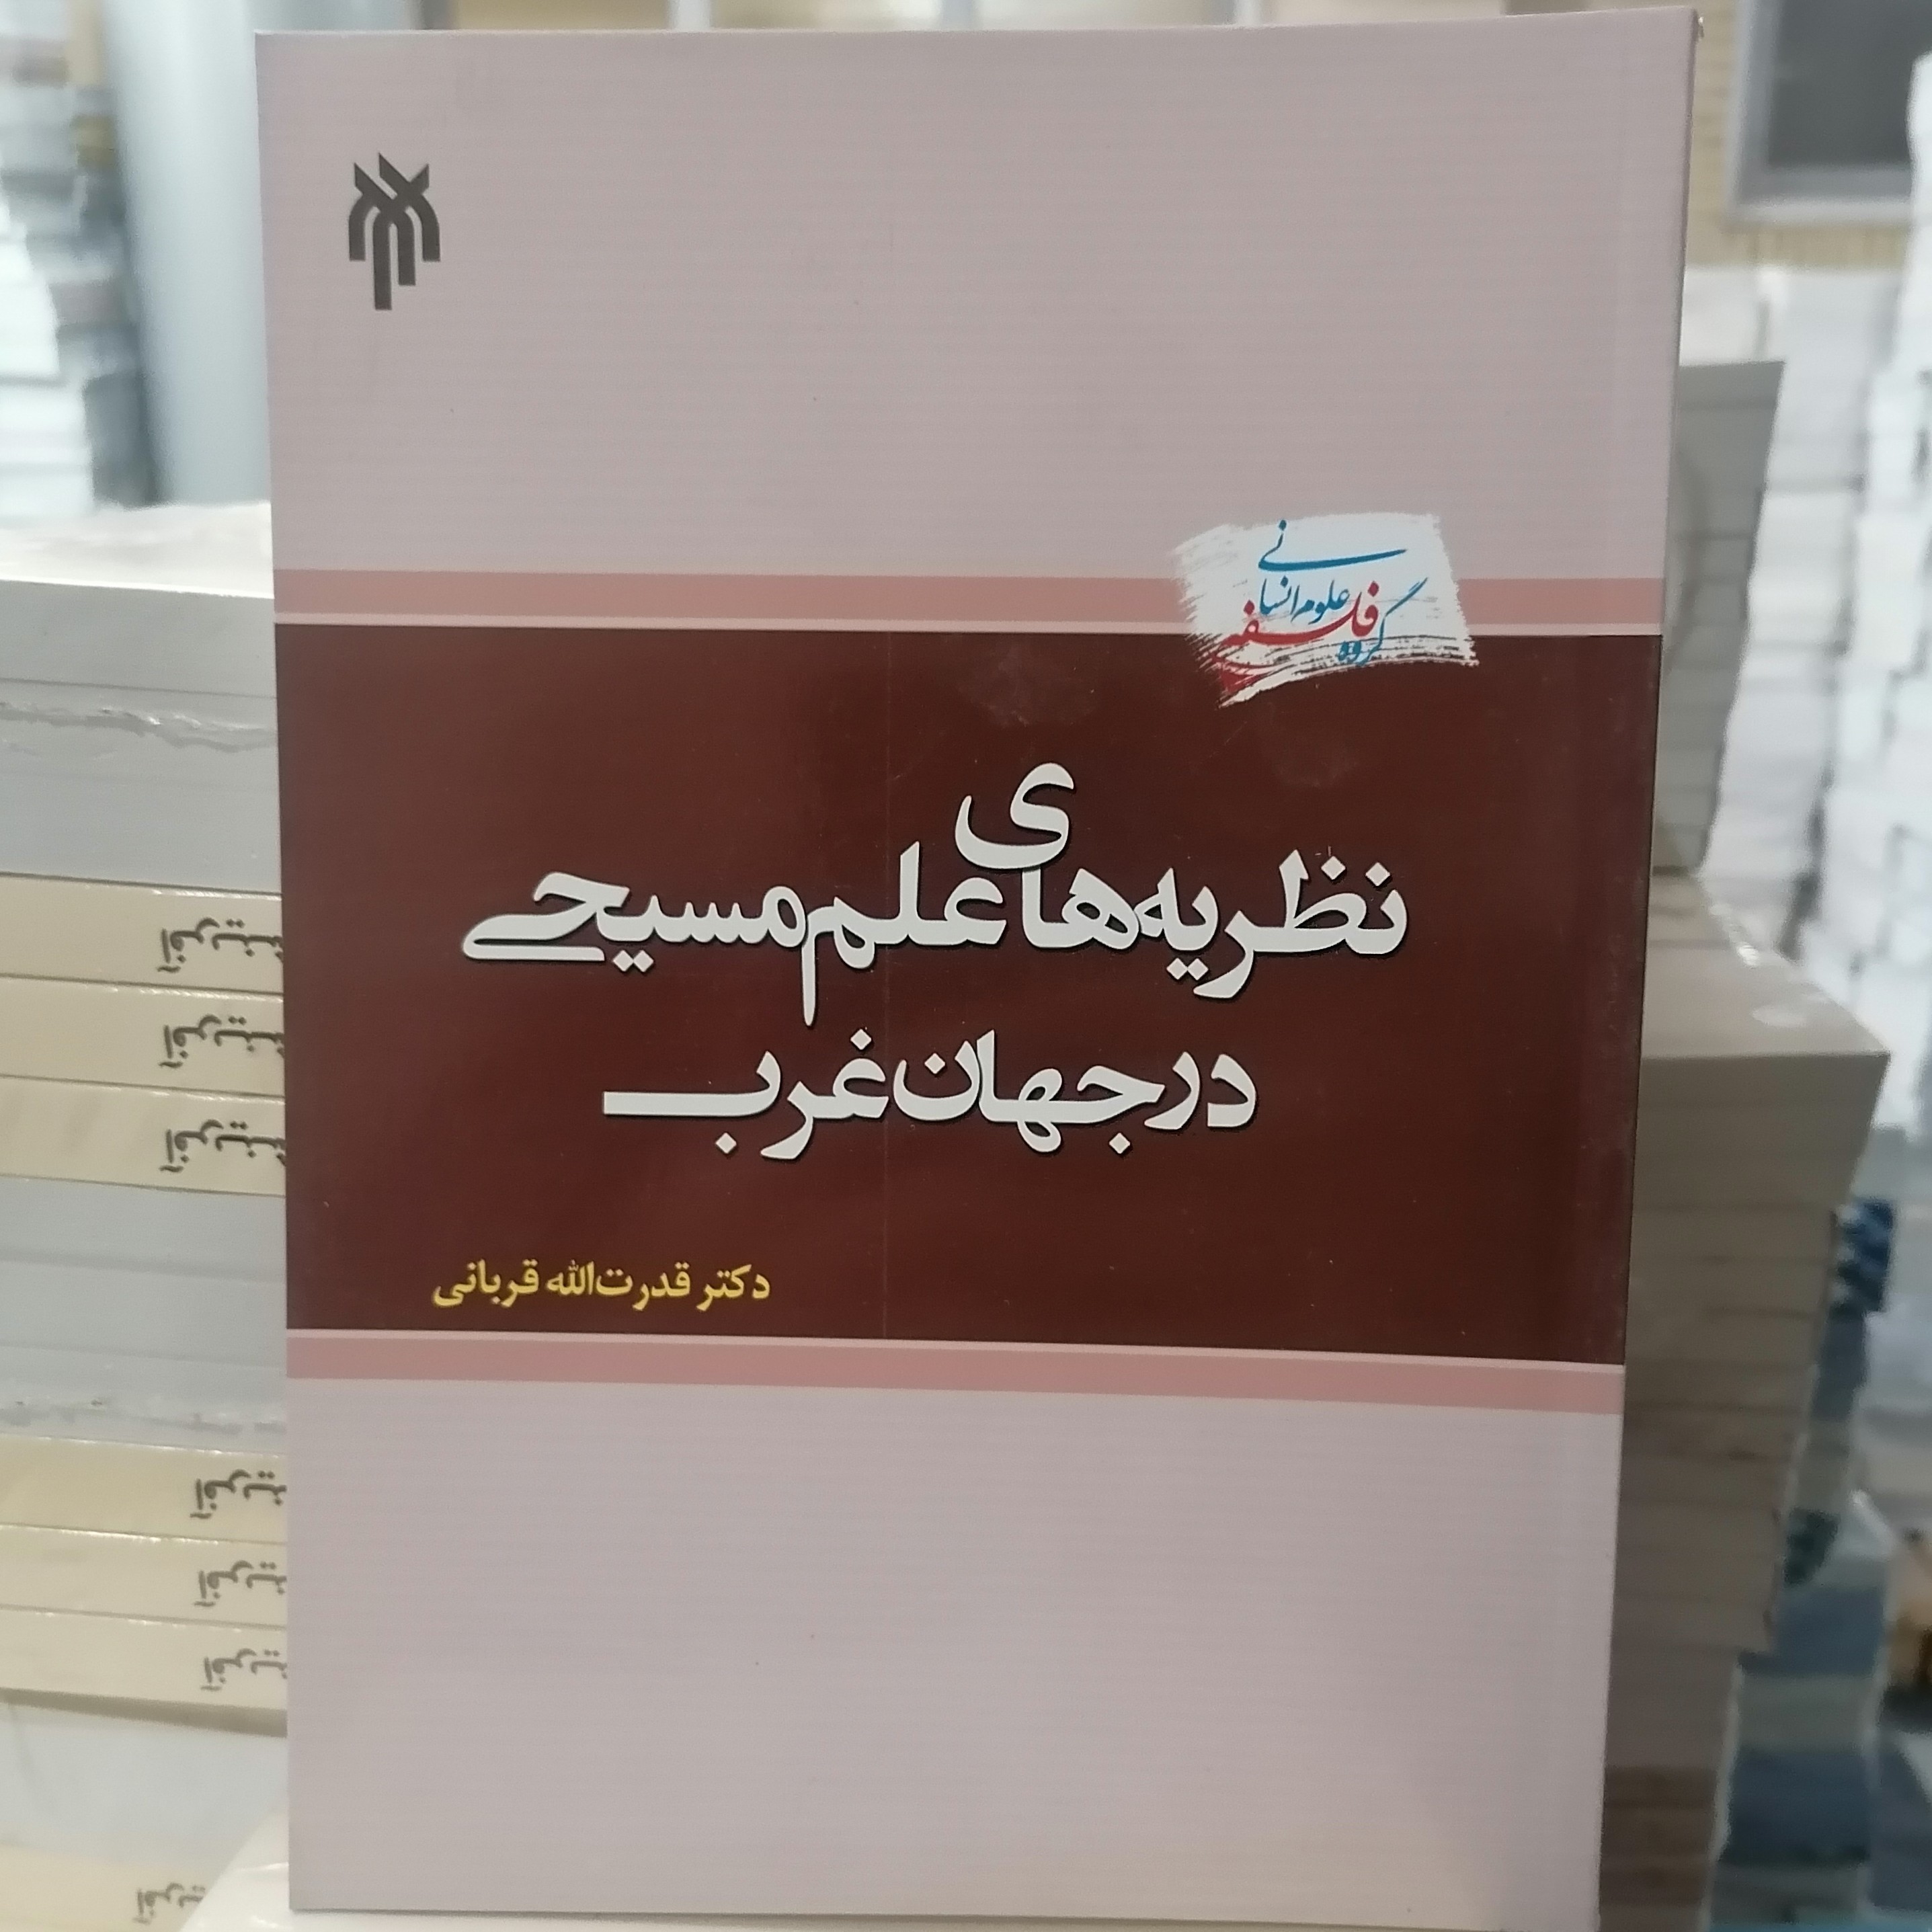 گروه فلسفه
علوم انسانی
نظریه‌های علم مسیحی
در جهان غرب
دکتر قدرت‌الله قربانی